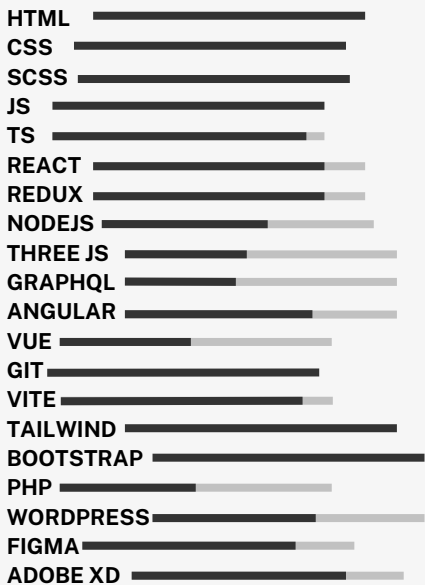 HTML
CSS
SCSS
JS
TS
REACT
REDUX
NODEJS
THREE JS
GRAPHQL
ANGULAR
VUE
GIT
VITE
TAILWIND
BOOTSTRAP
PHP
WORDPRESS
FIGMA
ADOBE XD